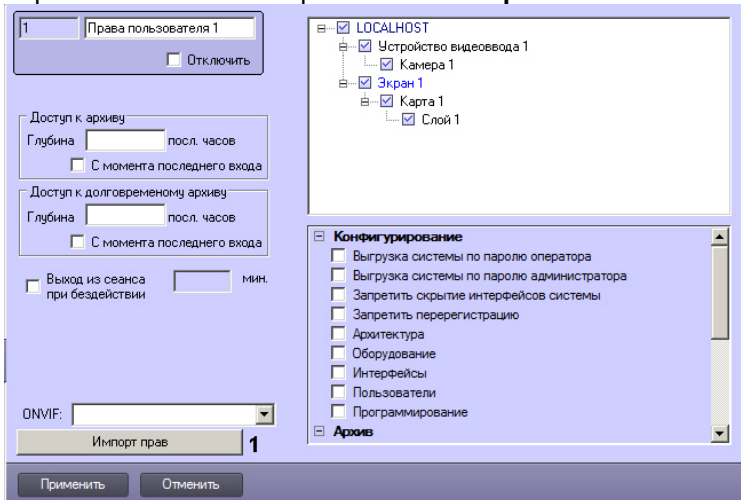 1 Права пользователя 1
Отключить
Доступ к архиву
Глубина посл. часов
С момента последнего входа
Доступ к долговременому архиву
Глубина посл. часов
С момента последнего входа
Выход из сеанса
при бездействии
мин.
ONVIF:
Импорт прав
1
LOCALHOST
Устройство видеоввода 1
Камера 1
Экран 1
Карта 1
Слой 1
Конфигурирование
Выгрузка системы по паролю оператора
Выгрузка системы по паролю администратора
Запретить скрытие интерфейсов системы
Запретить перерегистрацию
Архитектура
Оборудование
Интерфейсы
Пользователи
Программирование
Архив
Применить
Отменить